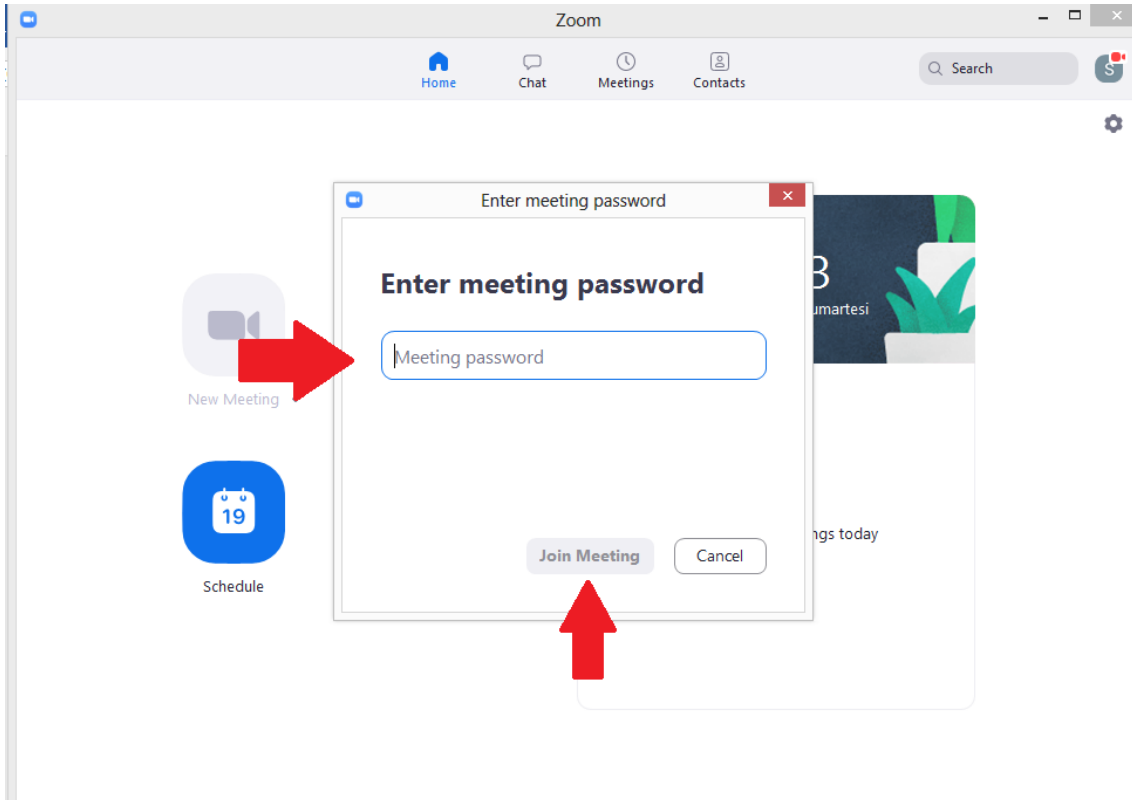 Zoom
Home
Chat
Meetings
Contacts
Search
S
Enter meeting password
Enter meeting password
Meeting password
Join Meeting
Cancel
New Meeting
19
Schedule
3
umartesi
ngs today